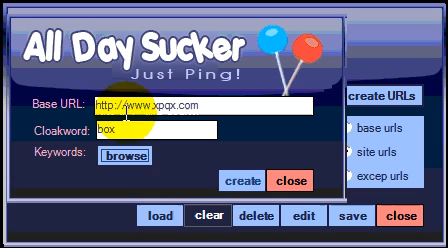 All Day Sucker
Just Ping!
Base URL: http://www.xpqx.com
Cloakword: box
Keywords: browse
create close
create URLs
base urls
site urls
excep urls
load clear delete edit save close